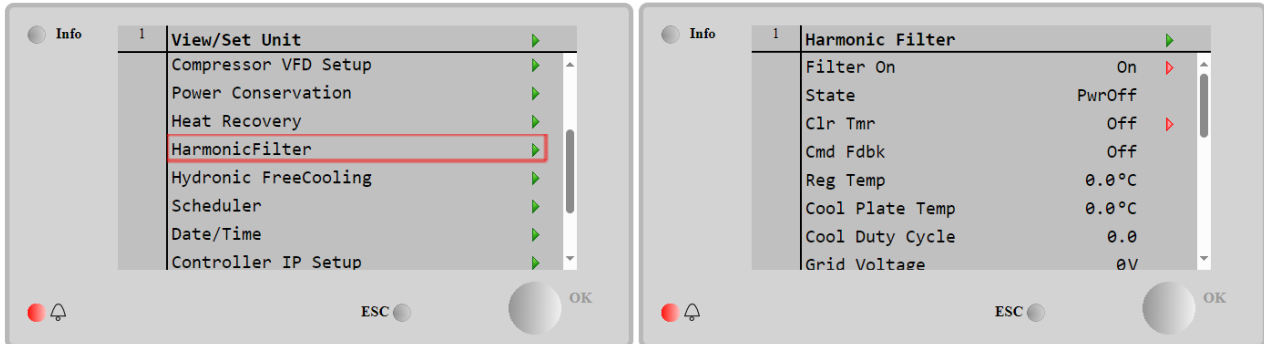 Info
1 View/Set Unit
Compressor VFD Setup
Power Conservation
Heat Recovery
HarmonicFilter
Hydronic FreeCooling
Scheduler
Date/Time
Controller IP Setup
ESC
OK
Info
1 Harmonic Filter
Filter On On
State PwrOff
Clr Tmr Off
Cmd Fdbk Off
Reg Temp 0.0°C
Cool Plate Temp 0.0°C
Cool Duty Cycle 0.0
Grid Voltage 0V
ESC
OK